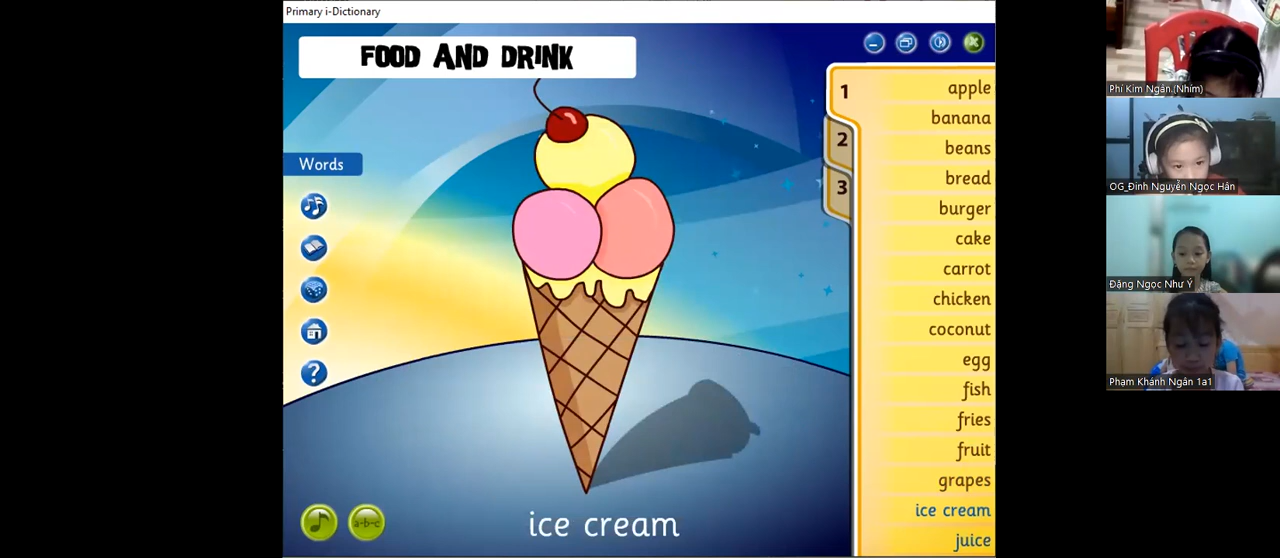 Primary i-Dictionary
FOOD AND DRINK
Words
1
2
3
apple
banana
beans
bread
burger
cake
carrot
chicken
coconut
egg
fish
fries
fruit
grapes
ice cream
juice
?
a-b-c
ice cream
Phí Kim Ngân.(Nhím)
OG_Đinh Nguyễn Ngọc Hân
Đặng Ngọc Như Ý
Phạm Khánh Ngân 1a1